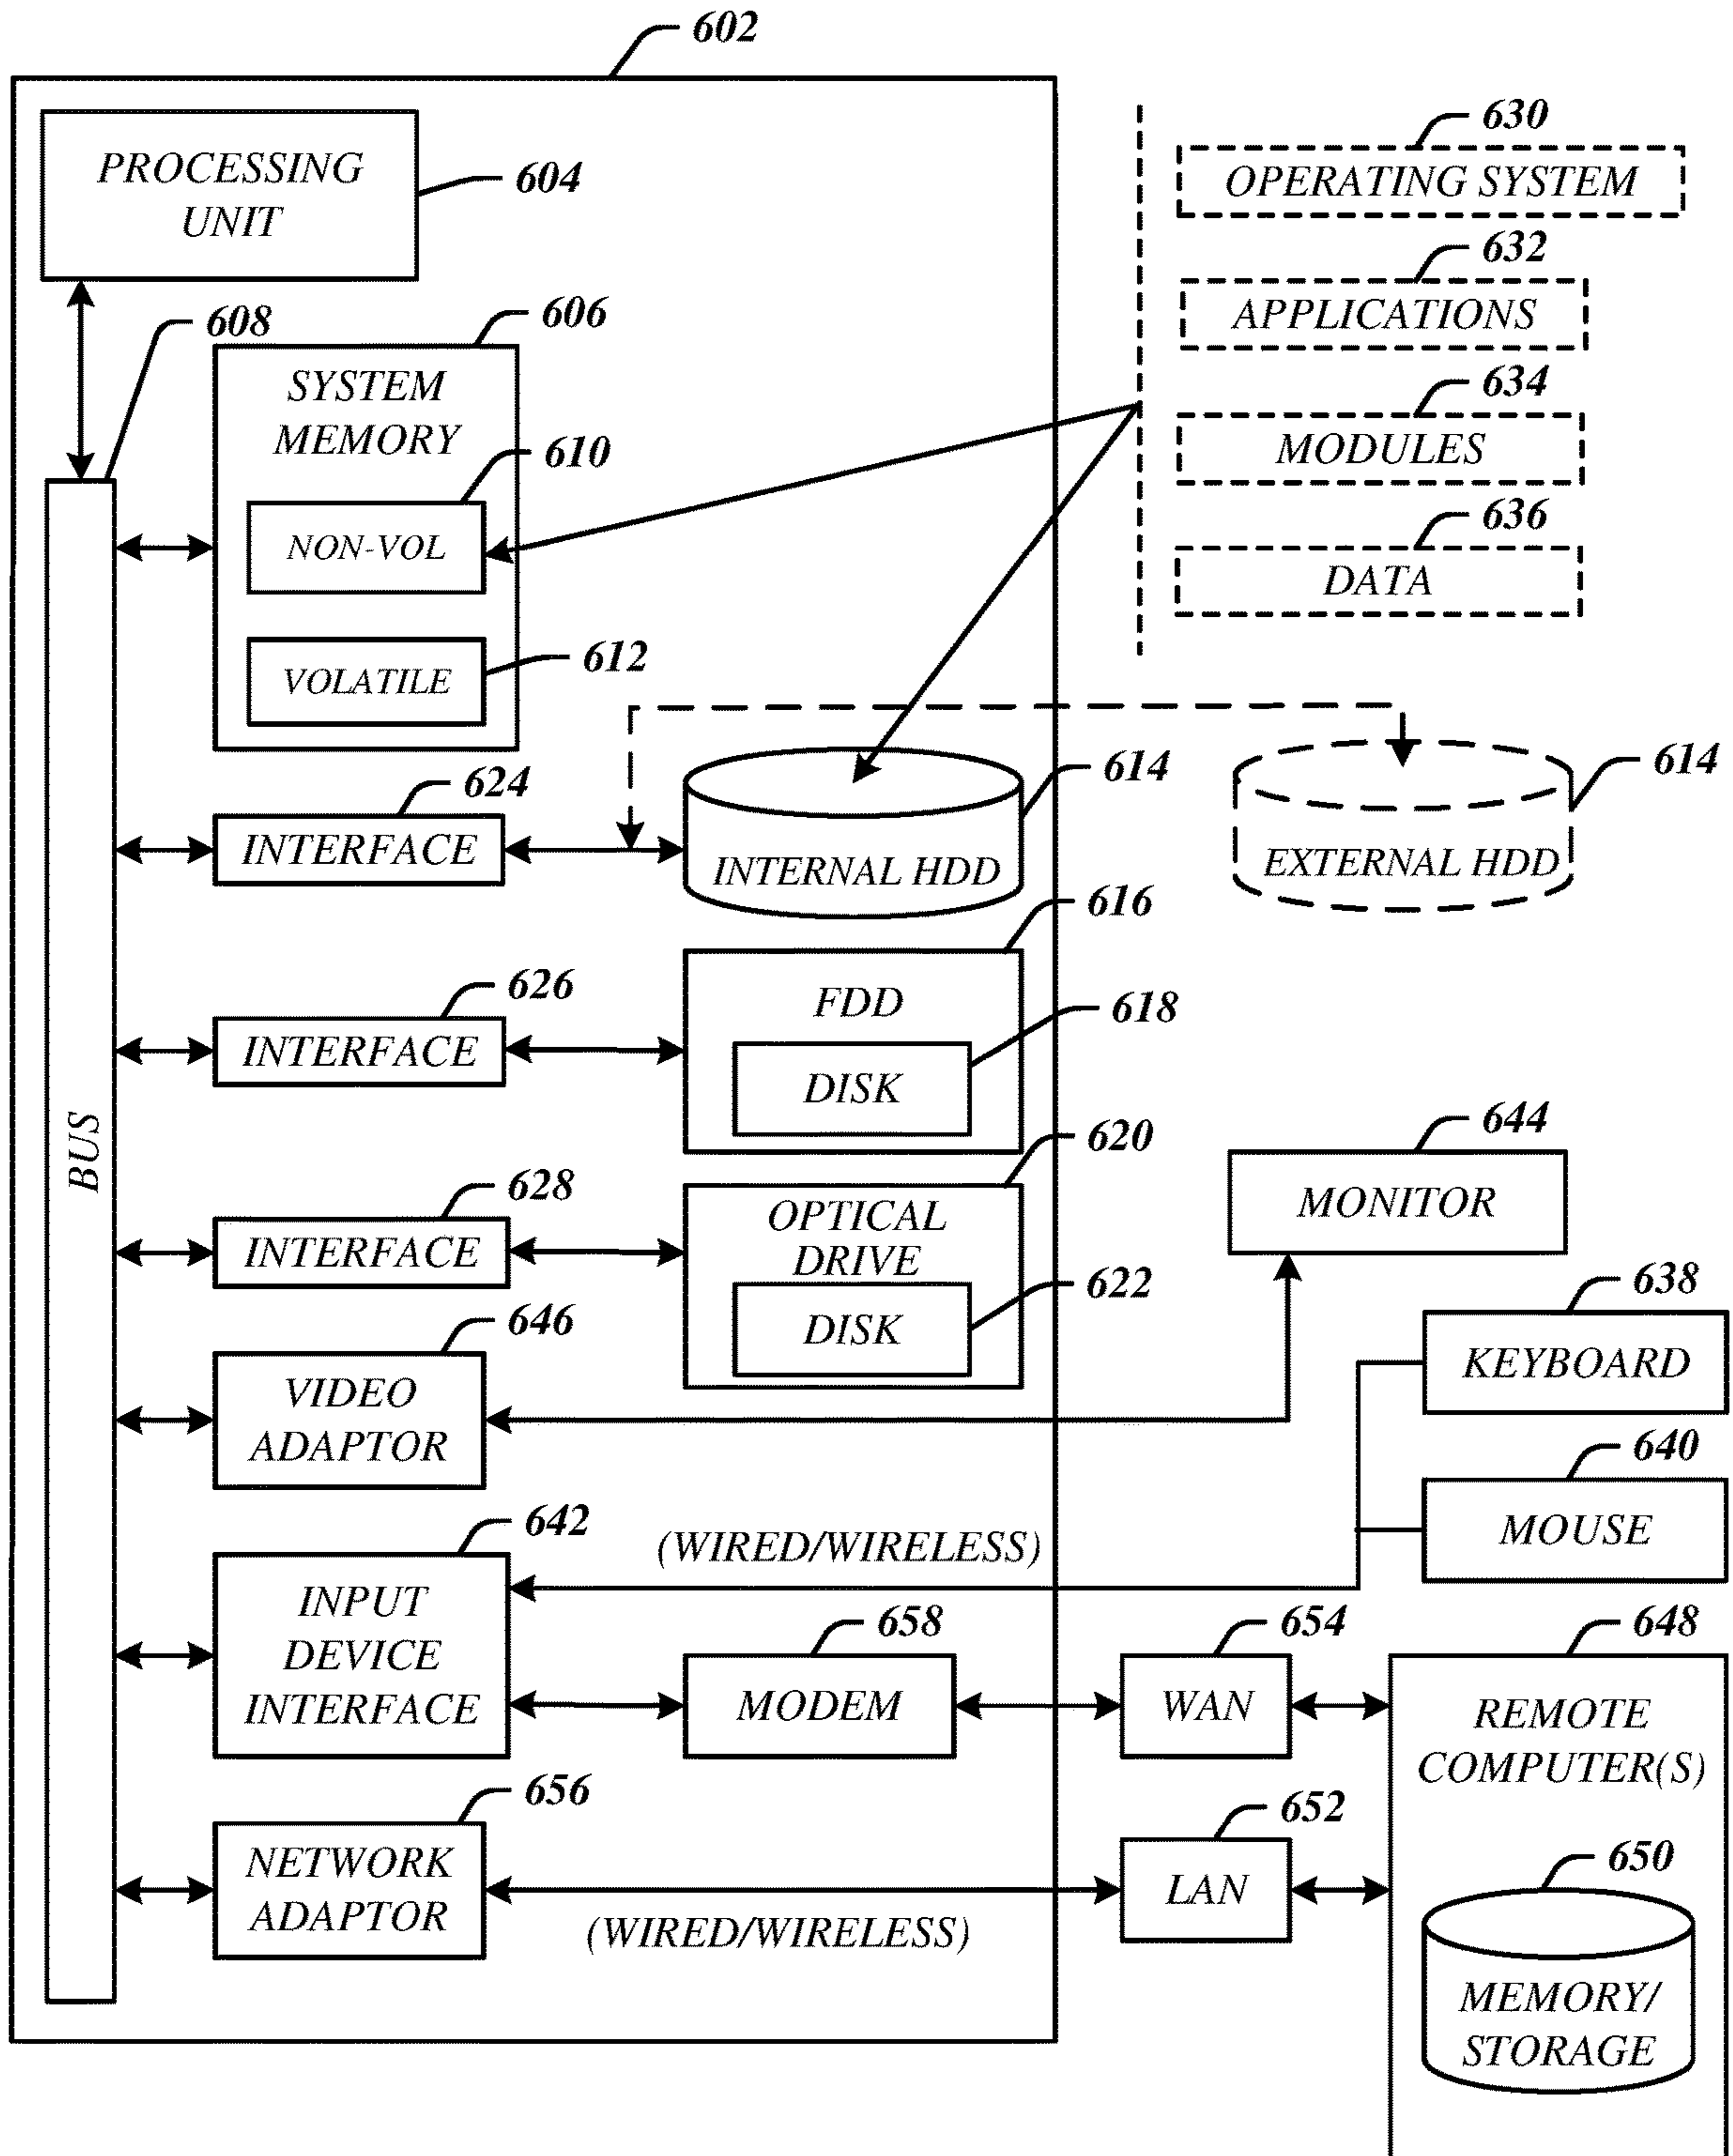 602
PROCESSING
UNIT
604
630
OPERATING SYSTEM
632
APPLICATIONS
634
MODULES
636
DATA
608
606
SYSTEM
MEMORY
610
NON-VOL
612
VOLATILE
BUS
624
INTERFACE
614
INTERNAL HDD
614
EXTERNAL HDD
626
INTERFACE
616
FDD
618
DISK
628
INTERFACE
620
OPTICAL
DRIVE
622
DISK
644
MONITOR
646
VIDEO
ADAPTOR
638
KEYBOARD
640
MOUSE
642
INPUT
DEVICE
INTERFACE
(WIRED/WIRELESS)
658
MODEM
654
WAN
648
REMOTE
COMPUTER(S)
656
NETWORK
ADAPTOR
(WIRED/WIRELESS)
652
LAN
650
MEMORY/
STORAGE